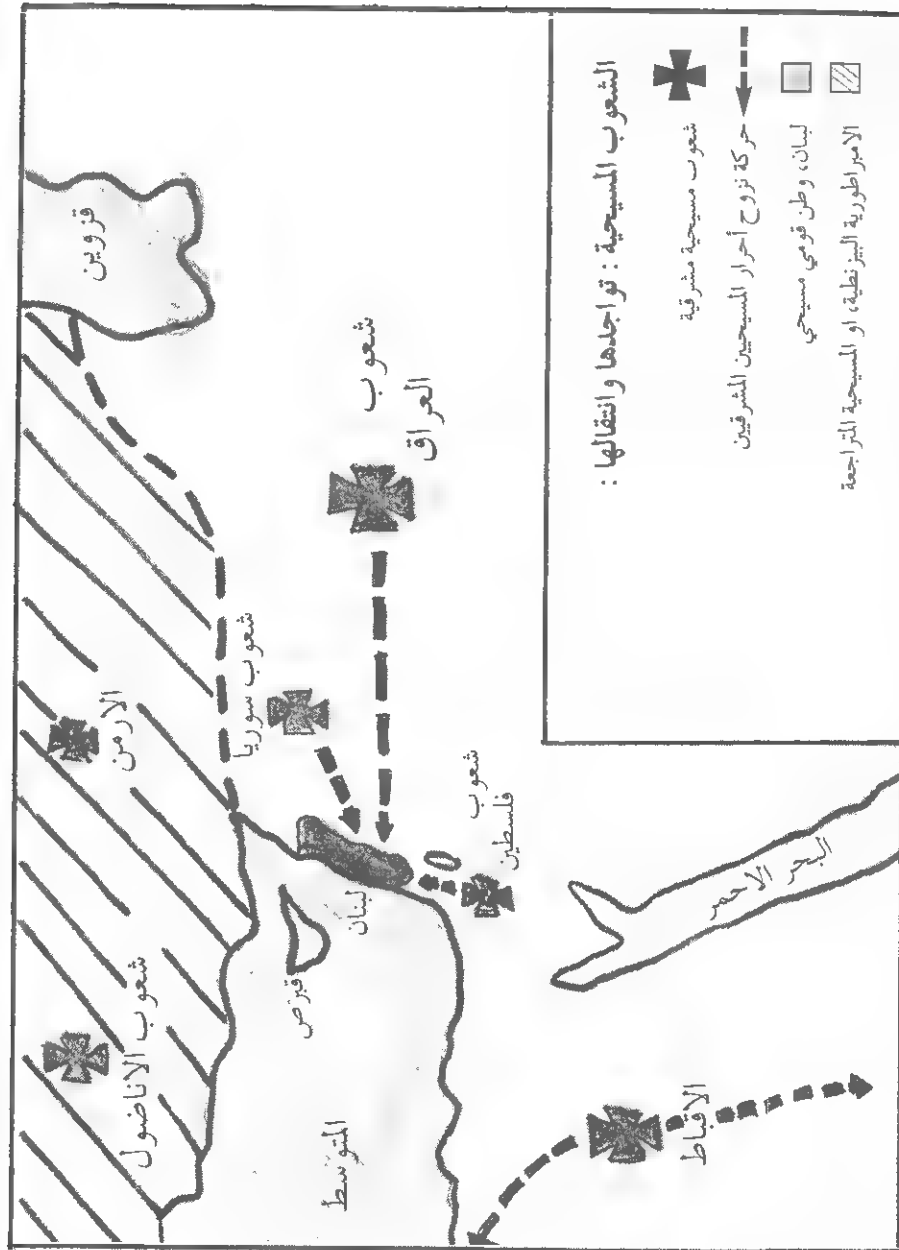 الشعوب المسيحية : تواجدها وانتقالها :
شعوب مسيحية مشرقية
حركة نزوح أحرار المسيحيين المشرقيين
لبنان، وطن قومي مسيحي
الامبراطورية البيزنطية، او المسيحية المتراجعة
قزوين
شعوب
العراق
الارمن
شعوب سوريا
شعوب الاناضول
لبنان
قبرص
شعوب
فلسطين
المتوسط
الاقباط
البحر الاحمر